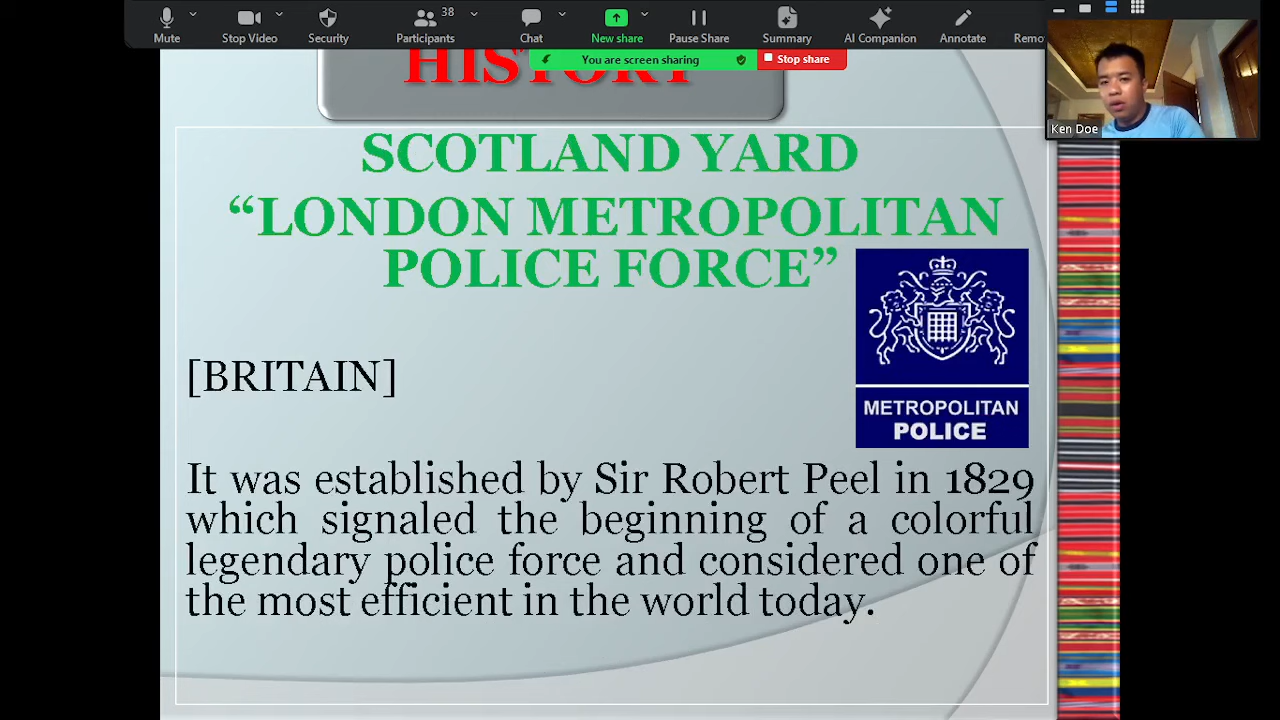 38
Mute
Stop Video
Security
Participants
Chat
New share
Pause Share
Summary
AI Companion
Annotate
Remo
You are screen sharing
Stop share
HISTORY
Ken Doe
SCOTLAND YARD
“LONDON METROPOLITAN
POLICE FORCE”
METROPOLITAN
POLICE
[BRITAIN]
It was established by Sir Robert Peel in 1829
which signaled the beginning of a colorful
legendary police force and considered one of
the most efficient in the world today.